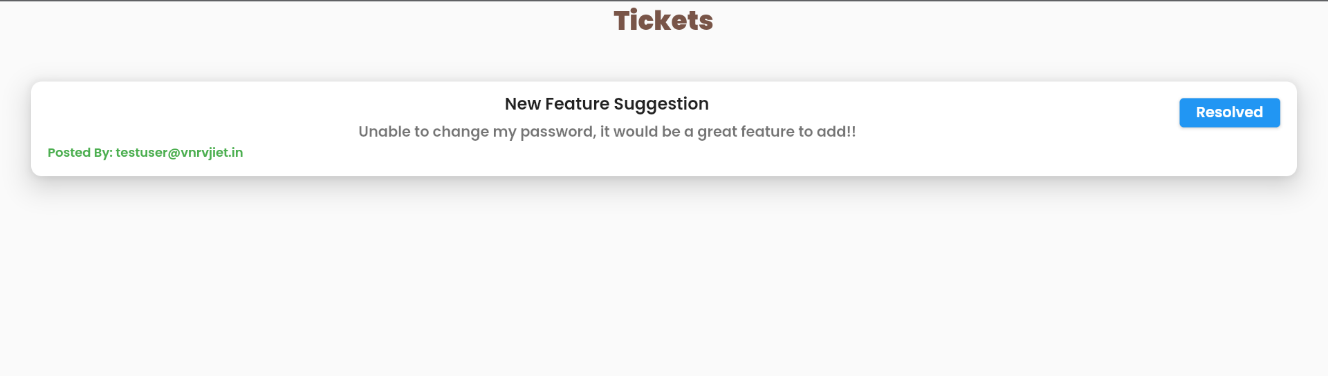 Tickets
New Feature Suggestion
Resolved
Unable to change my password, it would be a great feature to add!!
Posted By: testuser@vnrvjiet.in